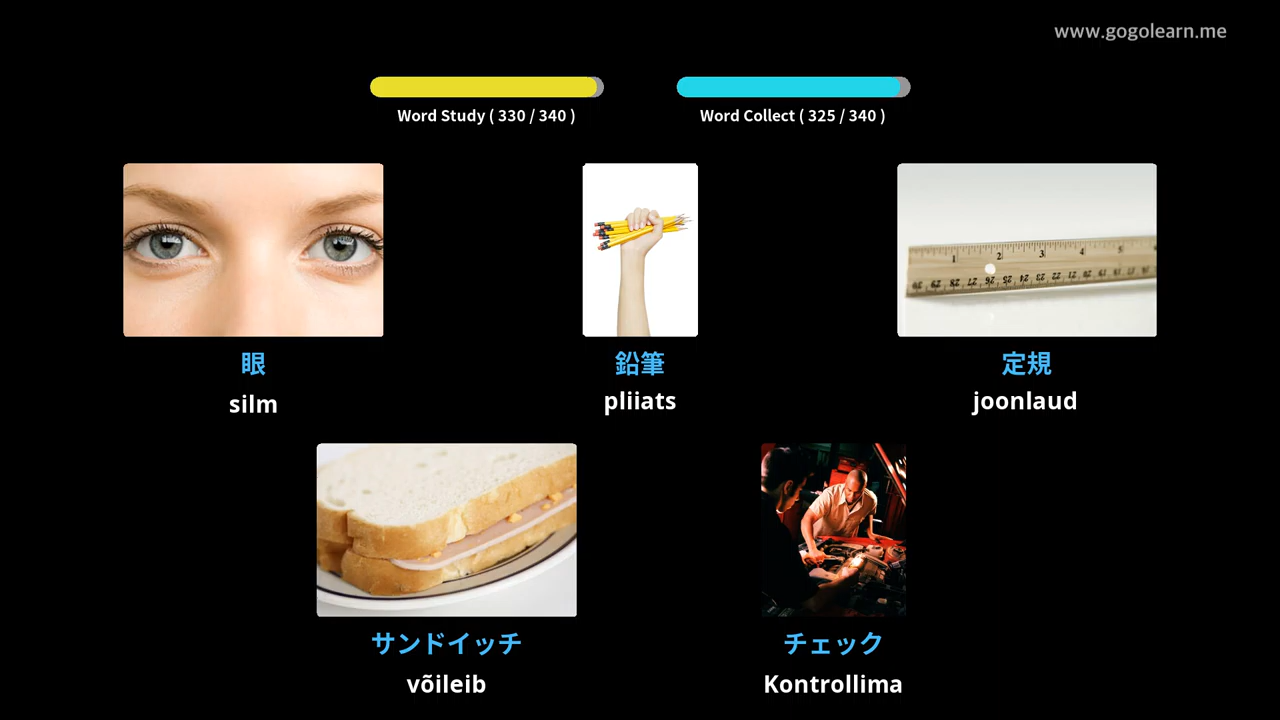 www.gogolearn.me
Word Study ( 330 / 340 )
Word Collect ( 325 / 340 )
眼
鉛筆
定規
silm
pliiats
joonlaud
サンドイッチ
チェック
võileib
Kontrollima